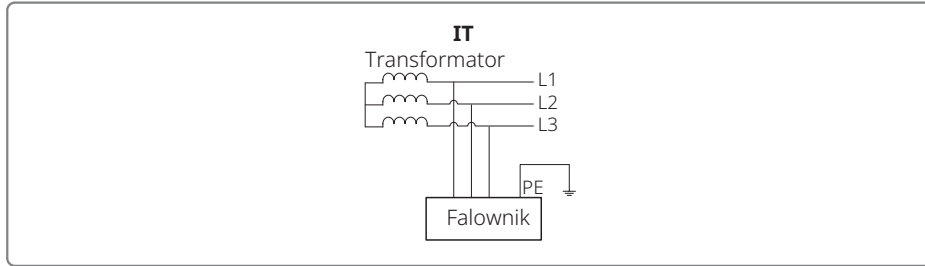 IT
Transformator
L1
L2
L3
PE
Falownik